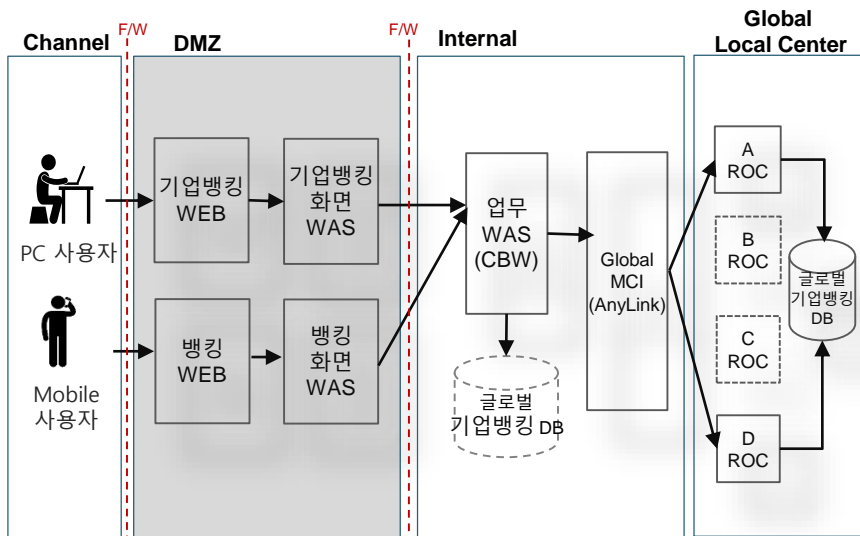 F/W
F/W
Channel
DMZ
Internal
Global
Local Center
PC 사용자
Mobile
사용자
기업뱅킹
WEB
기업뱅킹
화면
WAS
뱅킹
WEB
뱅킹
화면
WAS
업무
WAS
(CBW)
글로벌
기업뱅킹 DB
Global
MCI
(AnyLink)
A
ROC
B
ROC
C
ROC
D
ROC
글로벌
기업뱅킹
DB